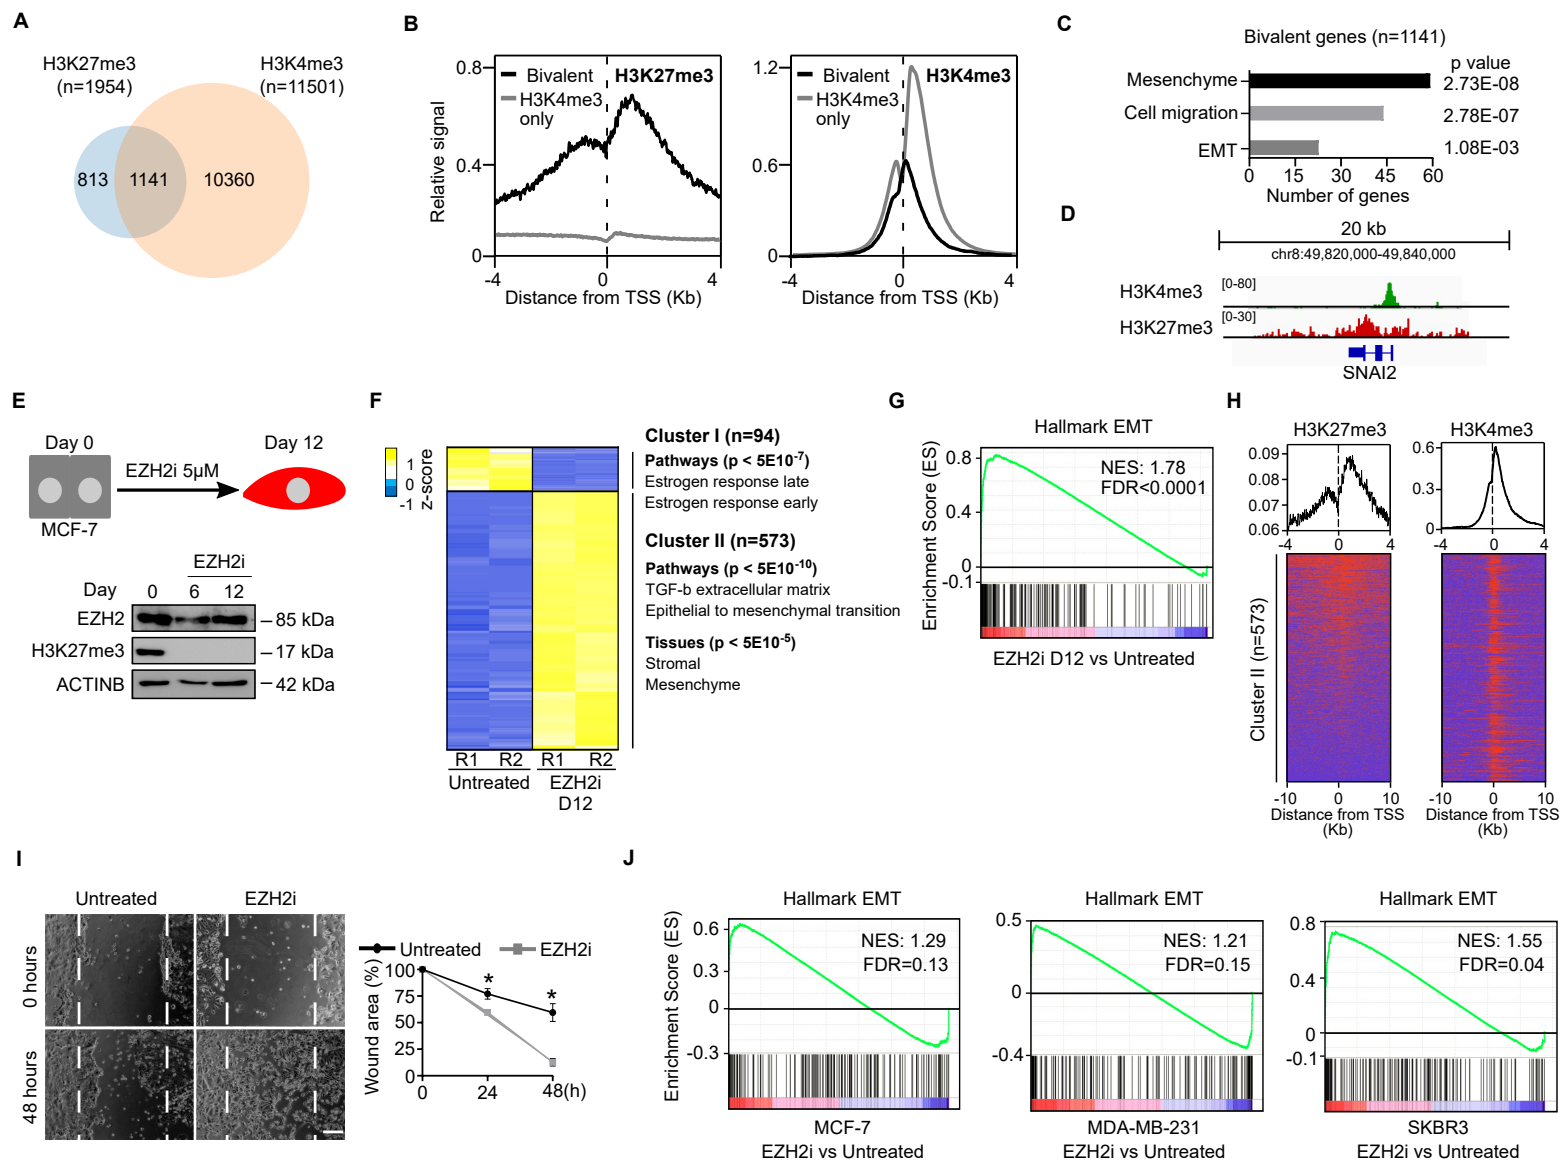 A
H3K27me3
(n=1954)
H3K4me3
(n=11501)
813
1141
10360
B
Relative signal
0.8
0.4
0
Bivalent
H3K4me3
only
H3K27me3
-4
0
4
Distance from TSS (Kb)
1.2
0.6
0
Bivalent
H3K4me3
only
H3K4me3
-4
0
4
Distance from TSS (Kb)
C
Bivalent genes (n=1141)
p value
Mesenchyme
2.73E-08
Cell migration
2.78E-07
EMT
1.08E-03
0 15 30 45 60
Number of genes
D
20 kb
chr8:49,820,000-49,840,000
H3K4me3
[0-80]
H3K27me3
[0-30]
SNAI2
E
Day 0
Day 12
EZH2i 5μM
MCF-7
EZH2i
Day 0 6 12
EZH2
85 kDa
H3K27me3
17 kDa
ACTINB
42 kDa
F
1
0
-1
z-score
Cluster I (n=94)
Pathways (p < 5E10-7)
Estrogen response late
Estrogen response early
Cluster II (n=573)
Pathways (p < 5E10-10)
TGF-b extracellular matrix
Epithelial to mesenchymal transition
Tissues (p < 5E10-5)
Stromal
Mesenchyme
R1 R2 R1 R2
Untreated
EZH2i
D12
G
Hallmark EMT
Enrichment Score (ES)
0.8
0.4
0
-0.1
NES: 1.78
FDR<0.0001
EZH2i D12 vs Untreated
H
H3K27me3
0.09
0.08
0.07
0.06
-4 0 4
H3K4me3
0.6
0.3
0
-4 0 4
Cluster II (n=573)
-10 0 10
Distance from TSS
(Kb)
-10 0 10
Distance from TSS
(Kb)
I
Untreated
EZH2i
0 hours
48 hours
Untreated
EZH2i
Wound area (%)
100
75
50
25
0
*
*
0 24 48(h)
J
Enrichment Score (ES)
Hallmark EMT
0.6
0.3
0
-0.3
NES: 1.29
FDR=0.13
MCF-7
EZH2i vs Untreated
Hallmark EMT
0.5
0
-0.4
NES: 1.21
FDR=0.15
MDA-MB-231
EZH2i vs Untreated
Hallmark EMT
0.8
0.4
0
-0.1
NES: 1.55
FDR=0.04
SKBR3
EZH2i vs Untreated